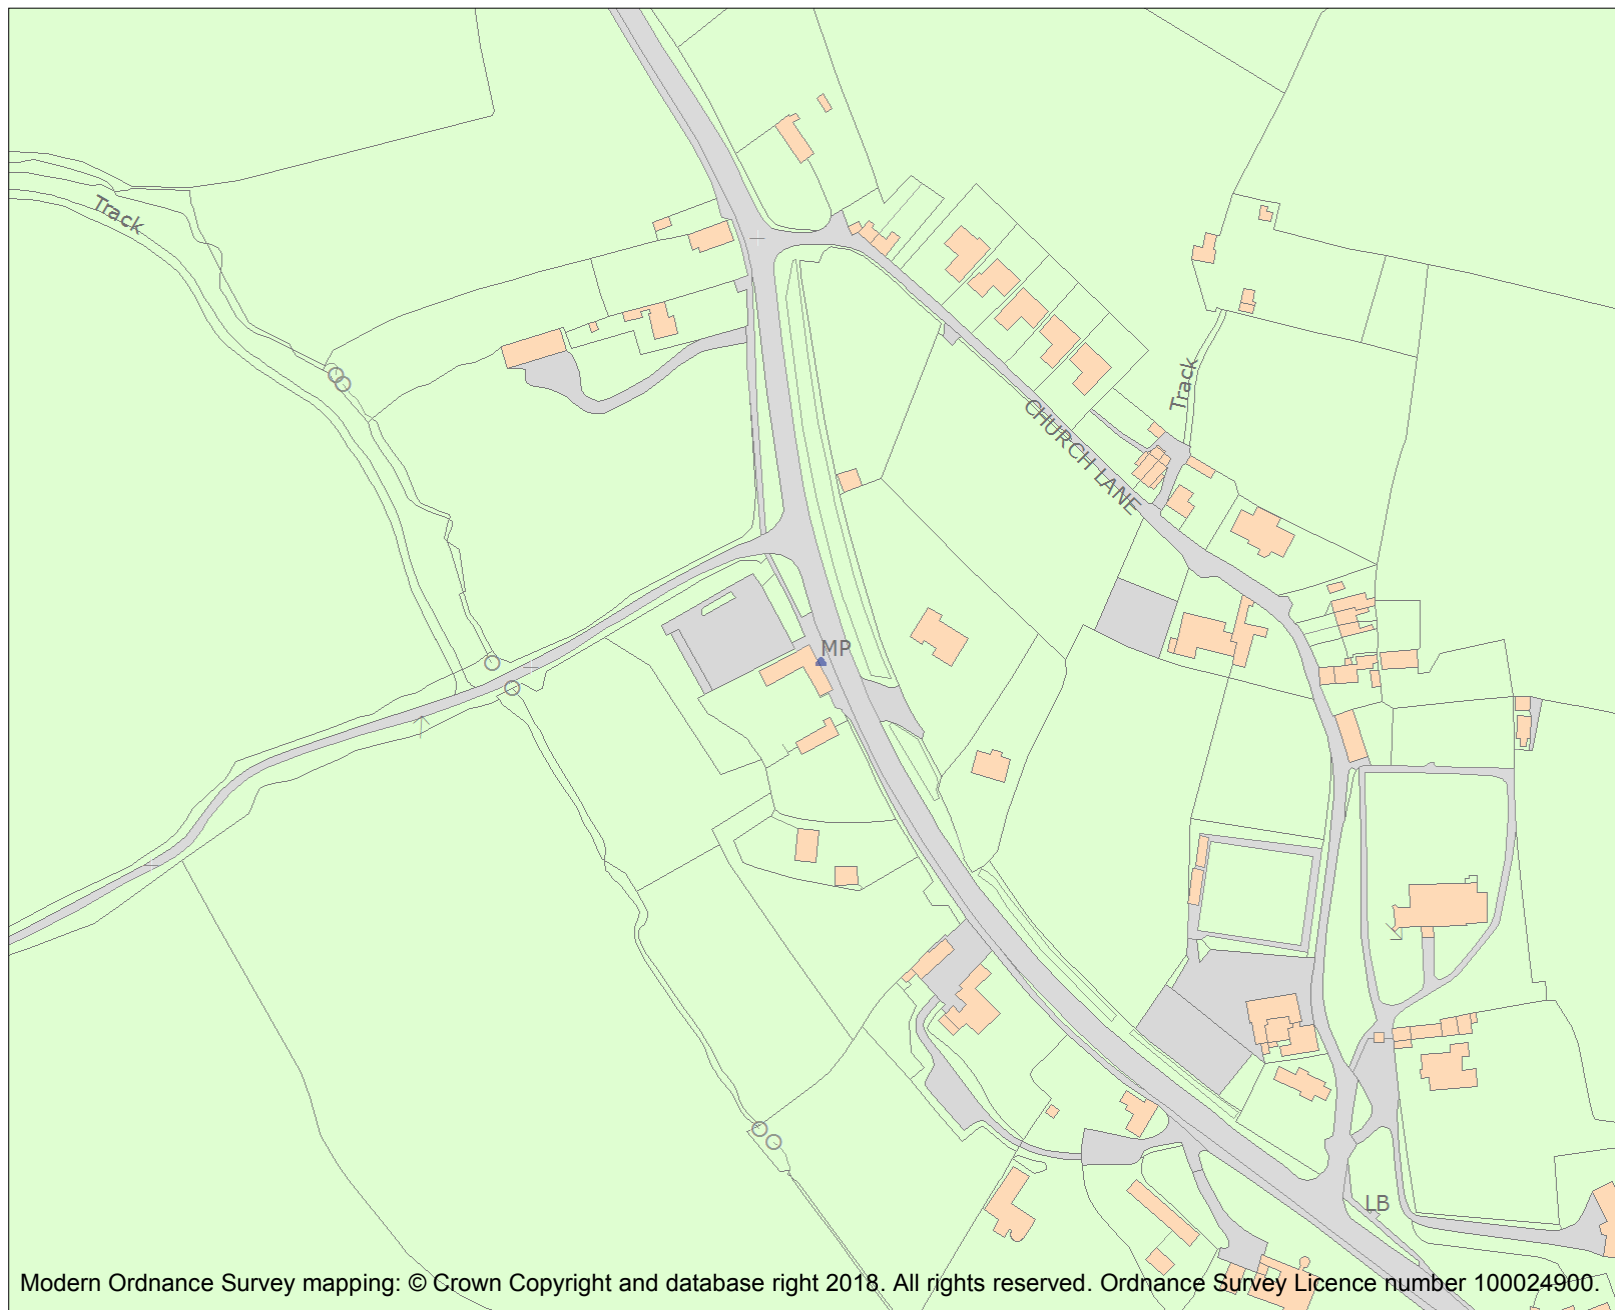 Track
Track
CHURCH LANE
MP
LB
Modern Ordnance Survey mapping: © Crown Copyright and database right 2018. All rights reserved. Ordnance Survey Licence number 100024900.